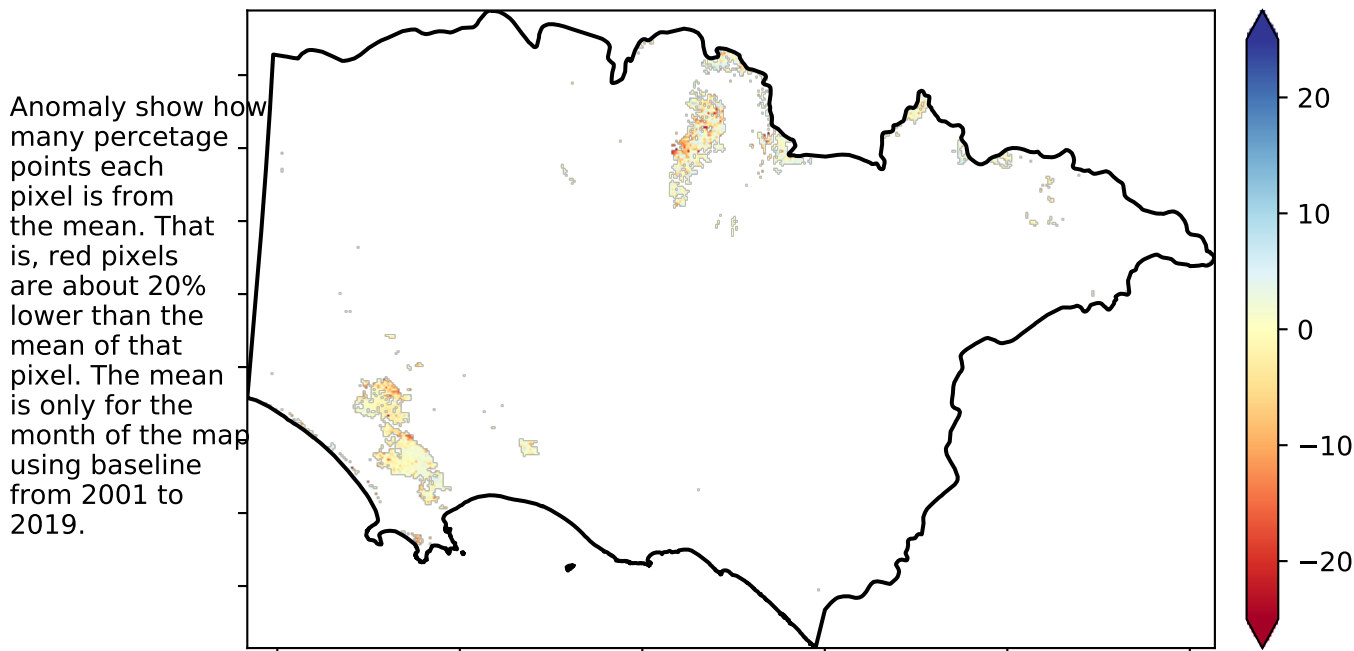 Anomaly show how
many percetage
points each
pixel is from
the mean. That
is, red pixels
are about 20%
lower than the
mean of that
pixel. The mean
is only for the
month of the map
using baseline
from 2001 to
2019.
20
10
0
−10
−20